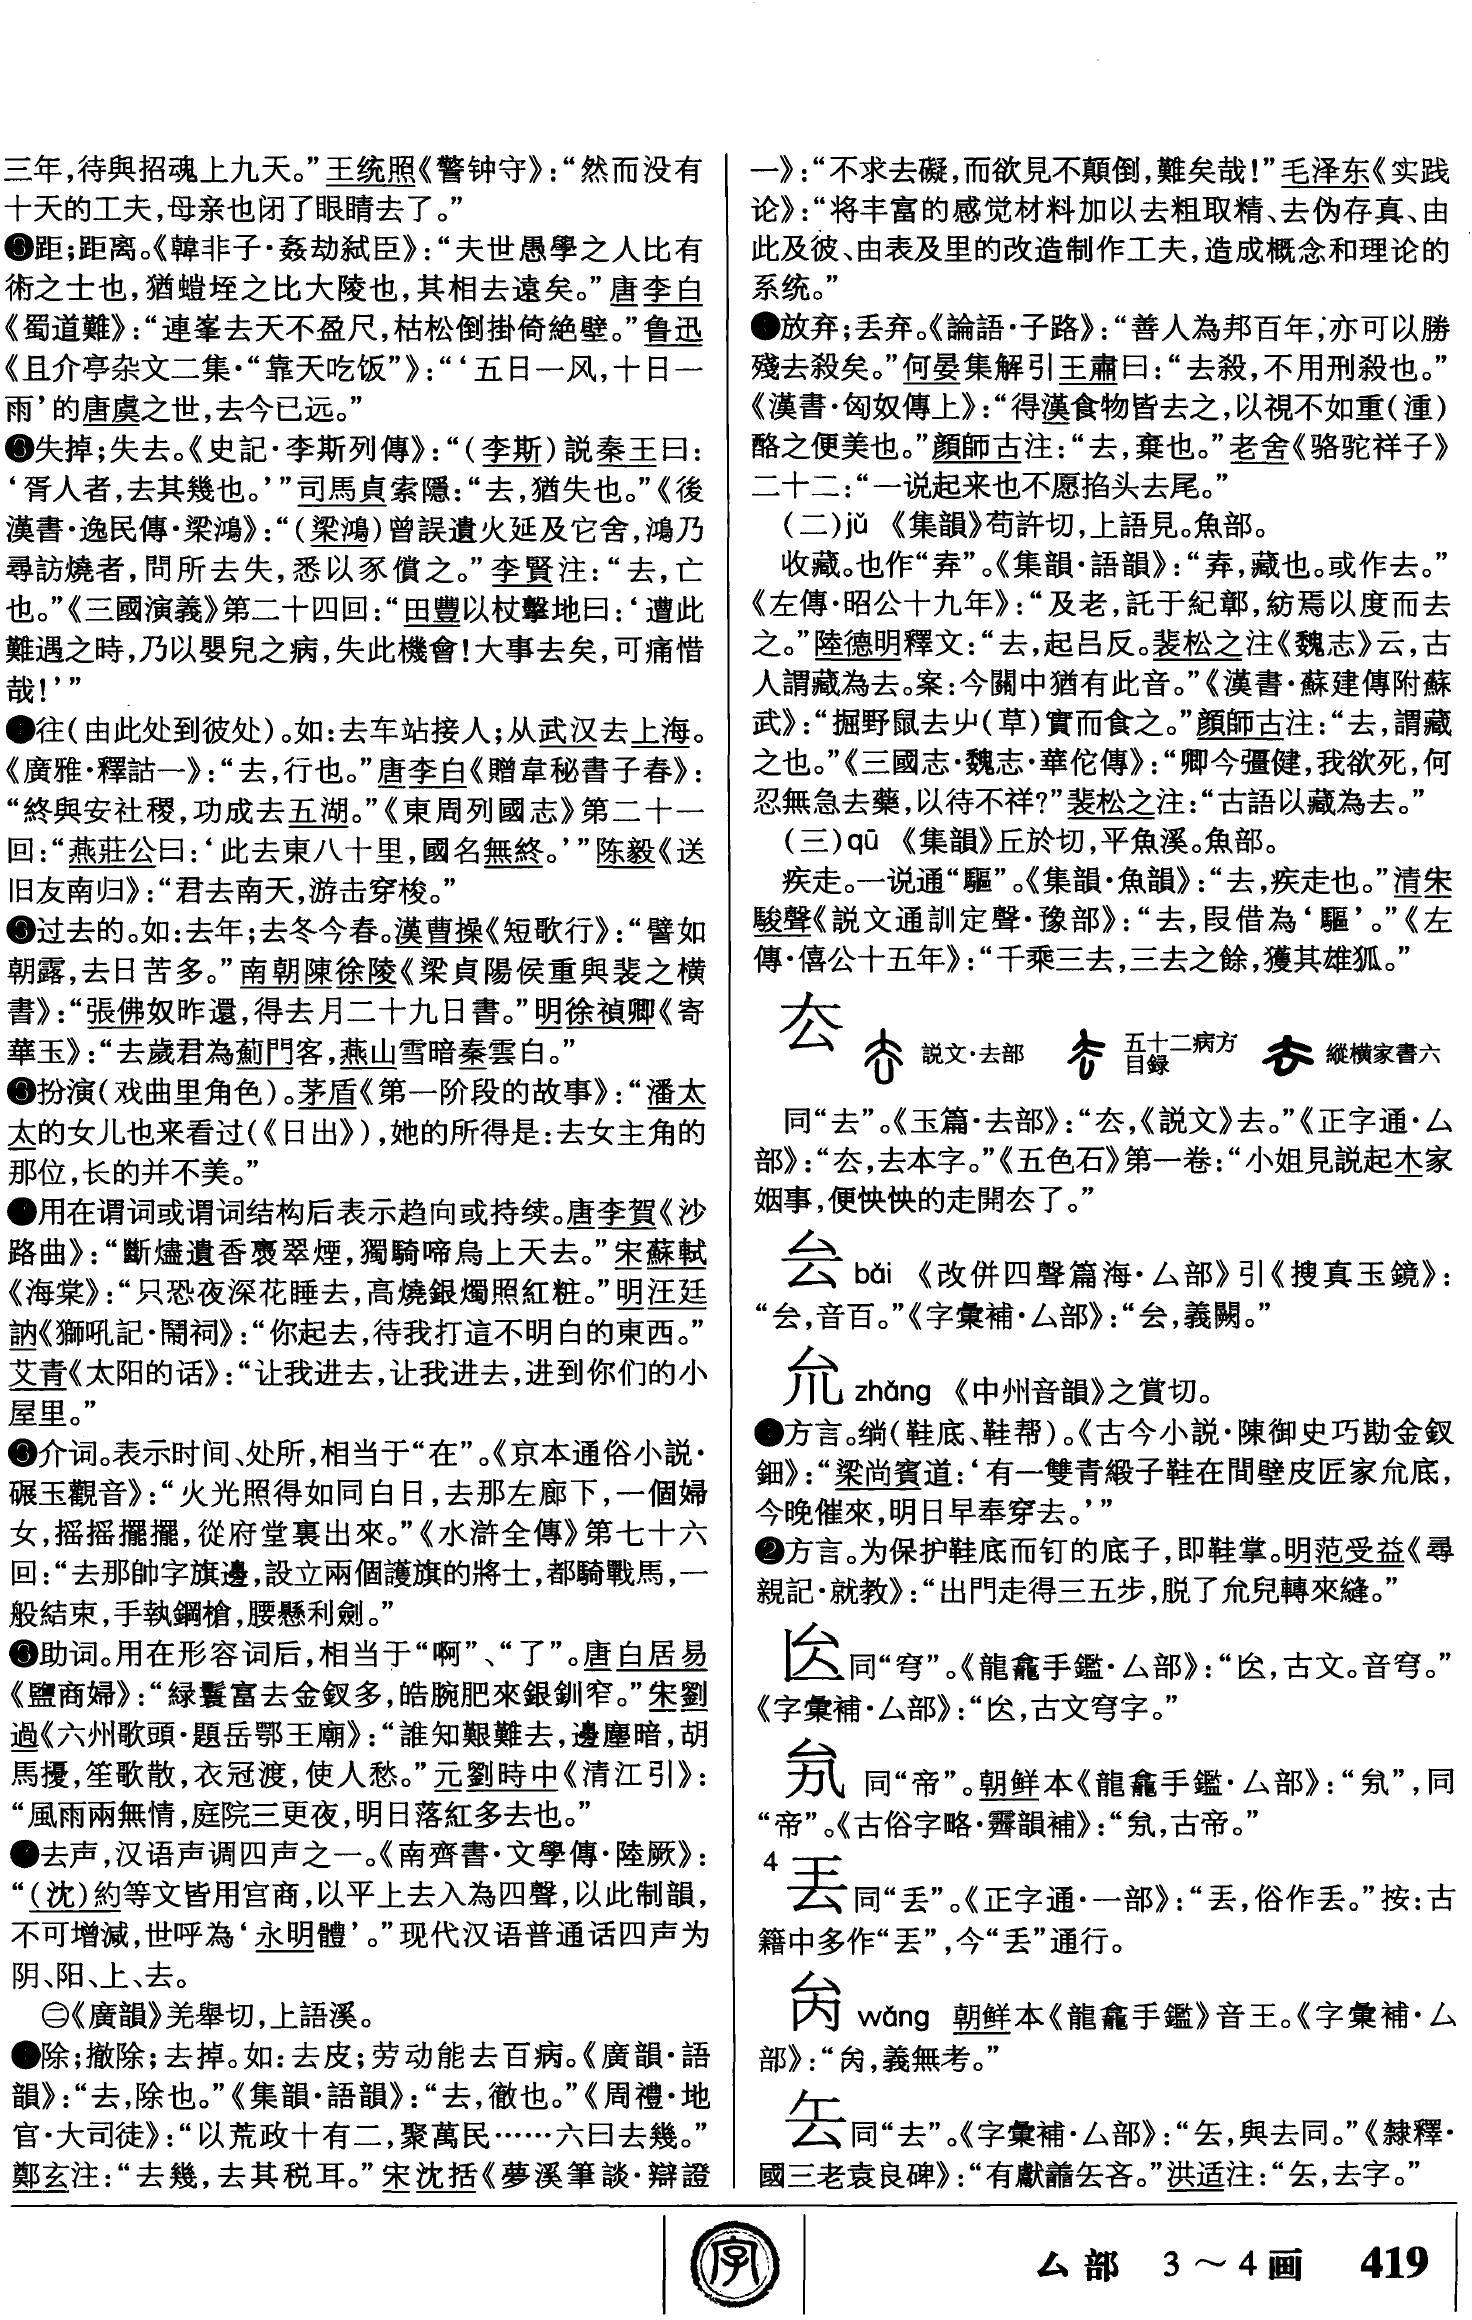 三年，待與招魂上九天。”王统照《警钟守》：“然而没有
十天的工夫，母亲也闭了眼睛去了。”
距；距离。《韓非子·姦劫弑臣》：“夫世愚學之人比有
術之士也，猶螘垤之比大陵也，其相去遠矣。”唐李白
《蜀道難》：“連峯去天不盈尺，枯松倒掛倚絶壁。”鲁迅
《且介亭杂文二集·“靠天吃饭”》：“‘五日一风，十日一
雨’的唐虞之世，去今已远。”
失掉；失去。《史記·李斯列傳》：“（李斯）説秦王曰：
‘胥人者，去其幾也。’”司馬貞索隱：“去，猶失也。”《後
漢書·逸民傳·梁鴻》：“（梁鴻）曾誤遺火延及它舍，鴻乃
尋訪燒者，問所去失，悉以豕償之。”李賢注：“去，亡
也。”《三國演義》第二十四回：“田豐以杖擊地曰：‘遭此
難遇之時，乃以嬰兒之病，失此機會！大事去矣，可痛惜
哉！’”
往（由此处到彼处）。如：去车站接人；从武汉去上海。
《廣雅·釋詁一》：“去，行也。”唐李白《贈韋秘書子春》：
“終與安社稷，功成去五湖。”《東周列國志》第二十一
回：“燕莊公曰：‘此去東八十里，國名無終。’”陈毅《送
旧友南归》：“君去南天，游击穿梭。”
过去的。如：去年；去冬今春。漢曹操《短歌行》：“譬如
朝露，去日苦多。”南朝陳徐陵《梁貞陽侯重與裴之横
書》：“張佛奴昨還，得去月二十九日書。”明徐禎卿《寄
華玉》：“去歲君為薊門客，燕山雪暗秦雲白。”
扮演（戏曲里角色）。茅盾《第一阶段的故事》：“潘太
太的女儿也来看过（《日出》），她的所得是：去女主角的
那位，长的并不美。”
用在谓词或谓词结构后表示趋向或持续。唐李賀《沙
路曲》：“斷燼遺香裊翠煙，獨騎啼烏上天去。”宋蘇軾
《海棠》：“只恐夜深花睡去，高燒銀燭照紅粧。”明汪廷
訥《獅吼記·鬧祠》：“你起去，待我打這不明白的東西。”
艾青《太阳的话》：“让我进去，让我进去，进到你们的小
屋里。”
介词。表示时间、处所，相当于“在”。《京本通俗小説·
碾玉觀音》：“火光照得如同白日，去那左廊下，一個婦
女，摇摇擺擺，從府堂裏出來。”《水滸全傳》第七十六
回：“去那帥字旗邊，設立兩個護旗的將士，都騎戰馬，一
般結束，手執鋼槍，腰懸利劍。”
助词。用在形容词后，相当于“啊”、“了”。唐白居易
《鹽商婦》：“緑鬟富去金釵多，皓腕肥來銀釧窄。”宋劉
過《六州歌頭·題岳鄂王廟》：“誰知艱難去，邊塵暗，胡
馬擾，笙歌散，衣冠渡，使人愁。”元劉時中《清江引》：
“風雨兩無情，庭院三更夜，明日落紅多去也。”
去声，汉语声调四声之一。《南齊書·文學傳·陸厥》：
“（沈）約等文皆用宫商，以平上去入為四聲，以此制韻，
不可增減，世呼為‘永明體’。”现代汉语普通话四声为
阴、阳、上、去。
㊁《廣韻》羌舉切，上語溪。
除；撤除；去掉。如：去皮；劳动能去百病。《廣韻·語
韻》：“去，除也。”《集韻·語韻》：“去，徹也。”《周禮·地
官·大司徒》：“以荒政十有二，聚萬民……六曰去幾。”
鄭玄注：“去幾，去其税耳。”宋沈括《夢溪筆談·辯證
一》：“不求去礙，而欲見不顛倒，難矣哉！”毛泽东《实践
论》：“将丰富的感觉材料加以去粗取精、去伪存真、由
此及彼、由表及里的改造制作工夫，造成概念和理论的
系统。”
放弃；丢弃。《論語·子路》：“善人為邦百年，亦可以勝
殘去殺矣。”何晏集解引王肅曰：“去殺，不用刑殺也。”
《漢書·匈奴傳上》：“得漢食物皆去之，以視不如重（湩）
酪之便美也。”顔師古注：“去，棄也。”老舍《骆驼祥子》
二十二：“一说起来也不愿掐头去尾。”
（二）jǔ 《集韻》苟許切，上語見。魚部。
收藏。也作“弆”。《集韻·語韻》：“弆，藏也。或作去。”
《左傳·昭公十九年》：“及老，託于紀鄣，紡焉以度而去
之。”陸德明釋文：“去，起吕反。裴松之注《魏志》云，古
人謂藏為去。案：今關中猶有此音。”《漢書·蘇建傳附蘇
武》：“掘野鼠去屮（草）實而食之。”顔師古注：“去，謂藏
之也。”《三國志·魏志·華佗傳》：“卿今彊健，我欲死，何
忍無急去藥，以待不祥？”裴松之注：“古語以藏為去。”
（三）qū 《集韻》丘於切，平魚溪。魚部。
疾走。一说通“驅”。《集韻·魚韻》：“去，疾走也。”清朱
駿聲《説文通訓定聲·豫部》：“去，叚借為‘驅’。”《左
傳·僖公十五年》：“千乘三去，三去之餘，獲其雄狐。”
厺 説文·去部 五十二病方 目録 縱横家書六
同“去”。《玉篇·去部》：“厺，《説文》去。”《正字通·厶
部》：“厺，去本字。”《五色石》第一卷：“小姐見説起木家
姻事，便怏怏的走開厺了。”
bǎi 《改併四聲篇海·厶部》引《搜真玉鏡》：
“，音百。”《字彙補·厶部》：“，義闕。”
zhǎng 《中州音韻》之賞切。
方言。绱（鞋底、鞋帮）。《古今小説·陳御史巧勘金釵
鈿》：“梁尚賓道：‘有一雙青緞子鞋在間壁皮匠家底，
今晚催來，明日早奉穿去。’”
❷方言。为保护鞋底而钉的底子，即鞋掌。明范受益《尋
親記·就教》：“出門走得三五步，脱了兒轉來縫。”
同“穹”。《龍龕手鑑·厶部》：“，古文。音穹。”
《字彙補·厶部》：“，古文穹字。”
同“帝”。朝鲜本《龍龕手鑑·厶部》：“”，同
“帝”。《古俗字略·霽韻補》：“，古帝。”
4 丟同“丢”。《正字通·一部》：“丟，俗作丢。”按：古
籍中多作“丟”，今“丢”通行。
wǎng 朝鲜本《龍龕手鑑》音王。《字彙補·厶
部》：“，義無考。”
同“去”。《字彙補·厶部》：“，與去同。”《隸釋·
國三老袁良碑》：“有獻吝。”洪适注：“，去字。”
字
厶部 3～4画 419